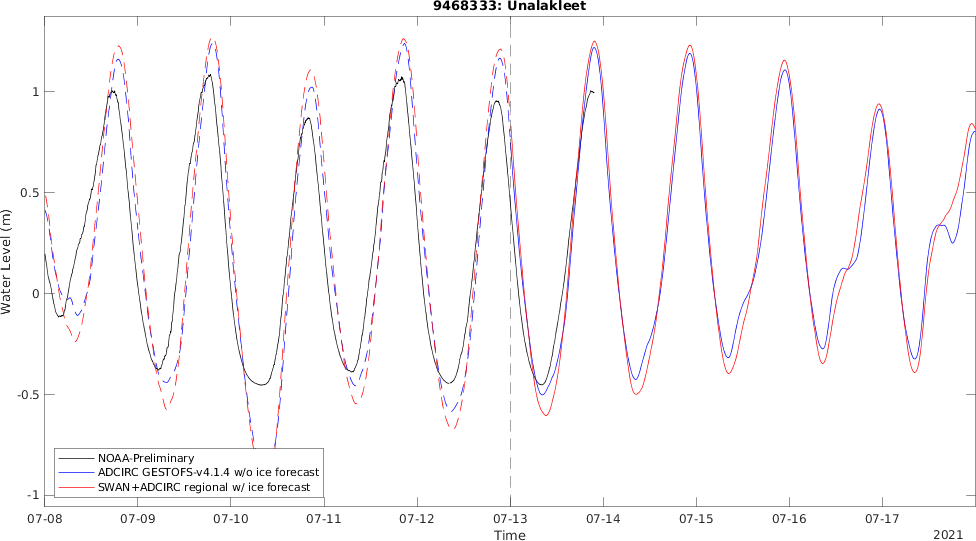 9468333: Unalakleet
Water Level (m)
1
0.5
0
-0.5
-1
NOAA-Preliminary
ADCIRC GESTOFS-v4.1.4 w/o ice forecast
SWAN+ADCIRC regional w/ ice forecast
07-08 07-09 07-10 07-11 07-12 07-13 07-14 07-15 07-16 07-17
Time
2021